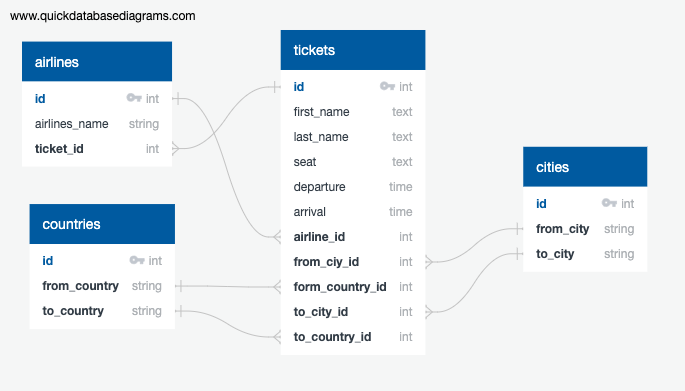 www.quickdatabasediagrams.com
airlines
id int
airlines_name string
ticket_id int
countries
id int
from_country string
to_country string
tickets
id int
first_name text
last_name text
seat text
departure time
arrival time
airline_id int
from_ciy_id int
form_country_id int
to_city_id int
to_country_id int
cities
id int
from_city string
to_city string